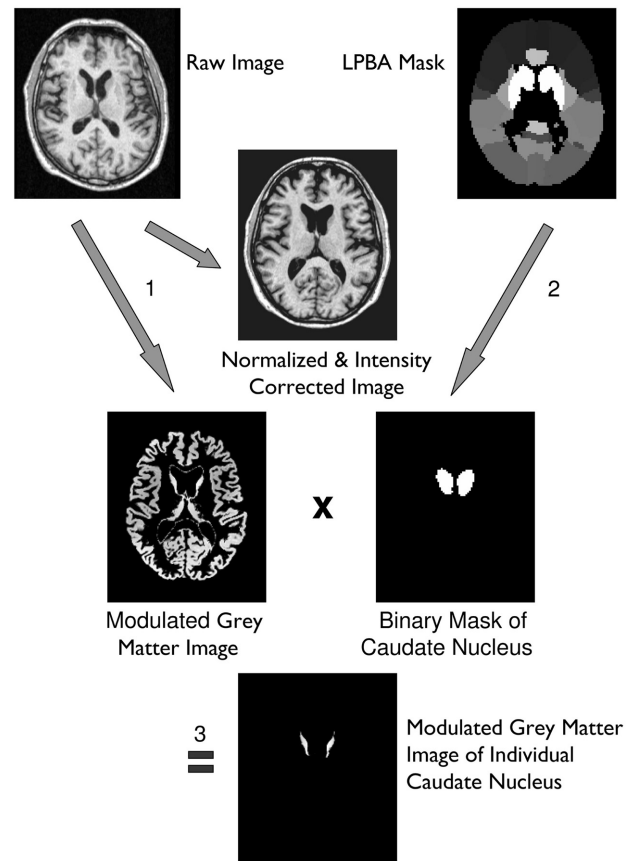 Raw Image
LPBA Mask
1
2
Normalized & Intensity
Corrected Image
x
Modulated Grey
Matter Image
Binary Mask of
Caudate Nucleus
3
=
Modulated Grey Matter
Image of Individual
Caudate Nucleus